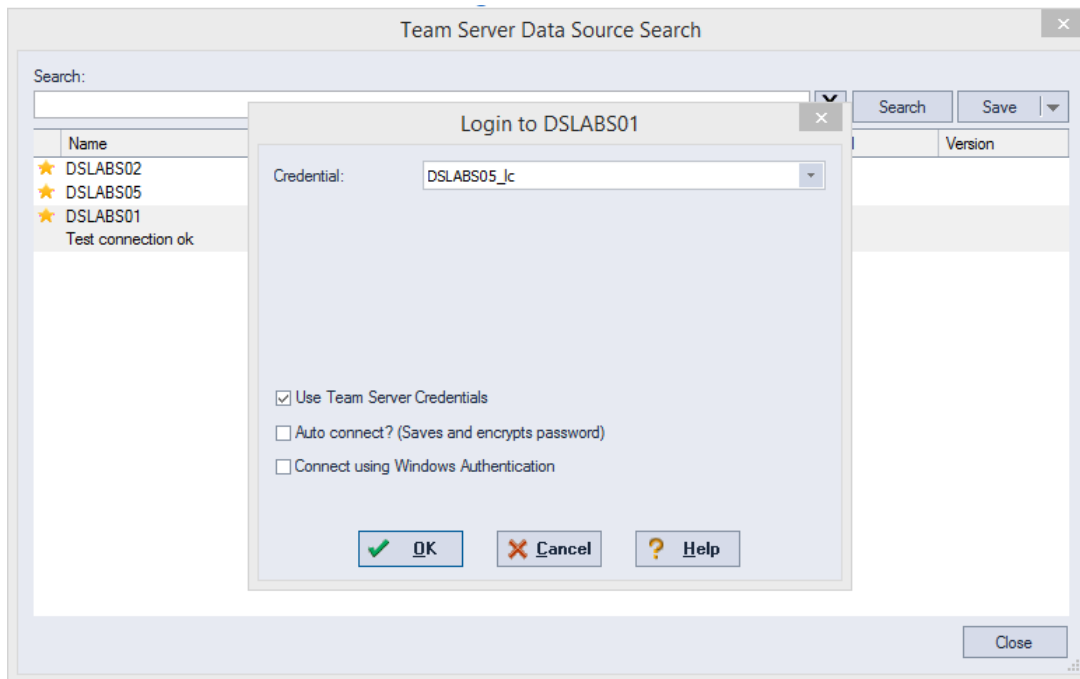 Team Server Data Source Search
Search:
Search Save
Name Version
DSLABS02
DSLABS05
DSLABS01
Test connection ok
Login to DSLABS01
Credential: DSLABS05_lc
Use Team Server Credentials
Auto connect? (Saves and encrypts password)
Connect using Windows Authentication
OK Cancel Help
Close